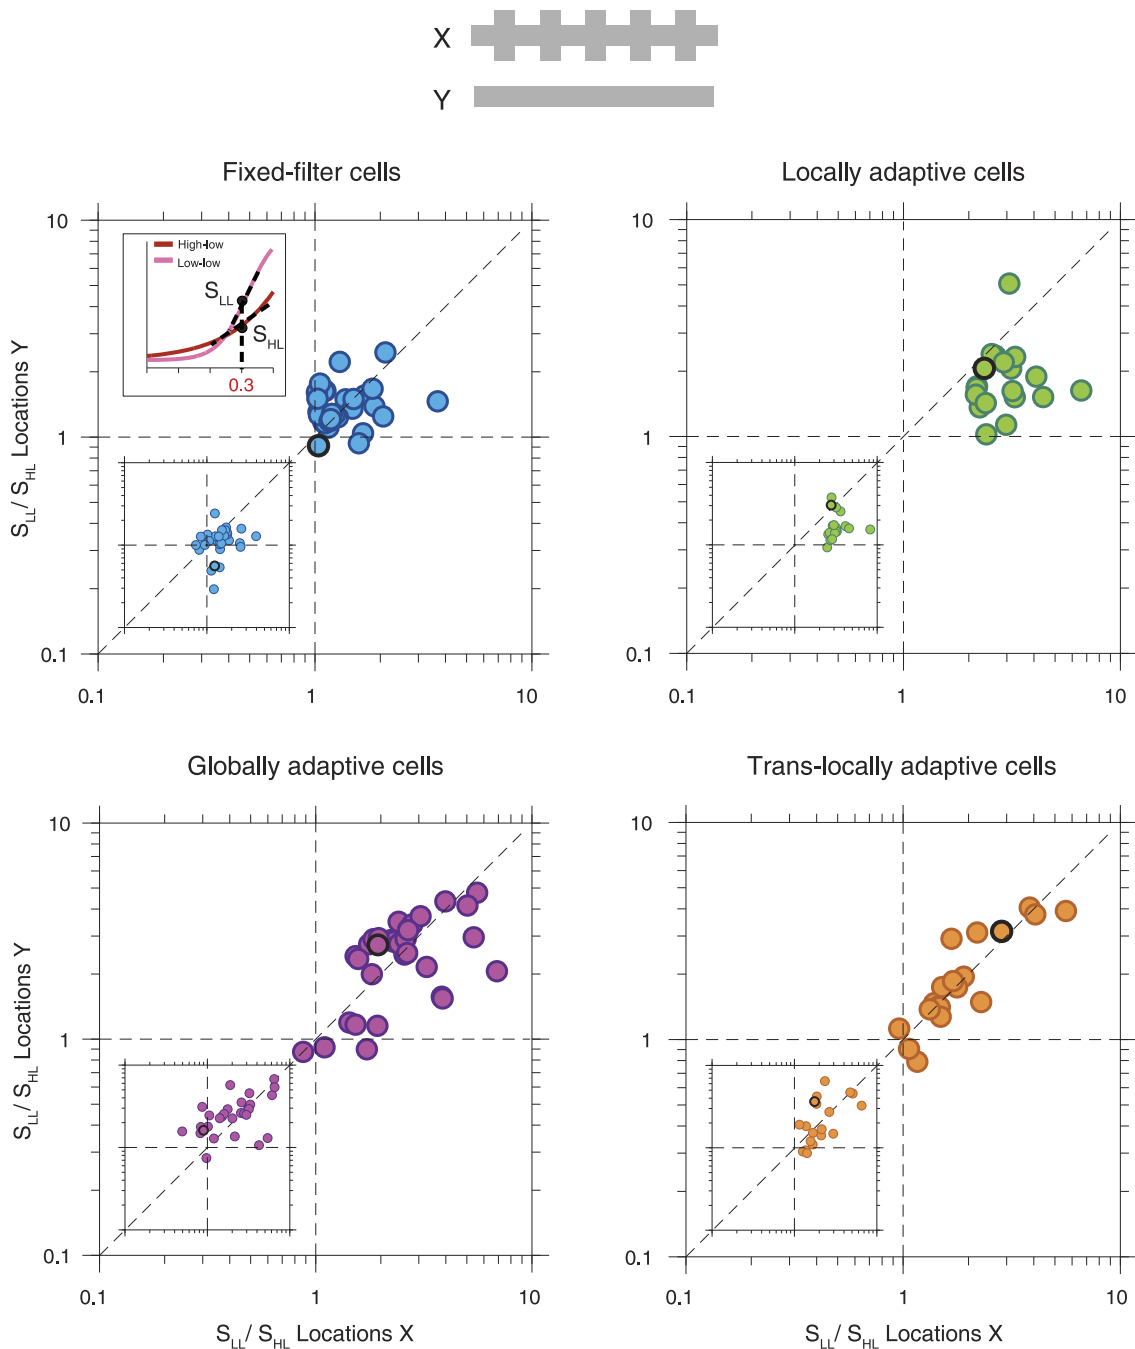 X
Y
Fixed-filter cells
Locally adaptive cells
10
1
0.1
S_LL/ S_HL Locations Y
High-low
Low-low
S_LL
S_HL
0.3
0.1
1
10
10
1
0.1
0.1
1
10
Globally adaptive cells
Trans-locally adaptive cells
10
1
0.1
S_LL/ S_HL Locations Y
0.1
1
10
S_LL/ S_HL Locations X
10
1
0.1
0.1
1
10
S_LL/ S_HL Locations X